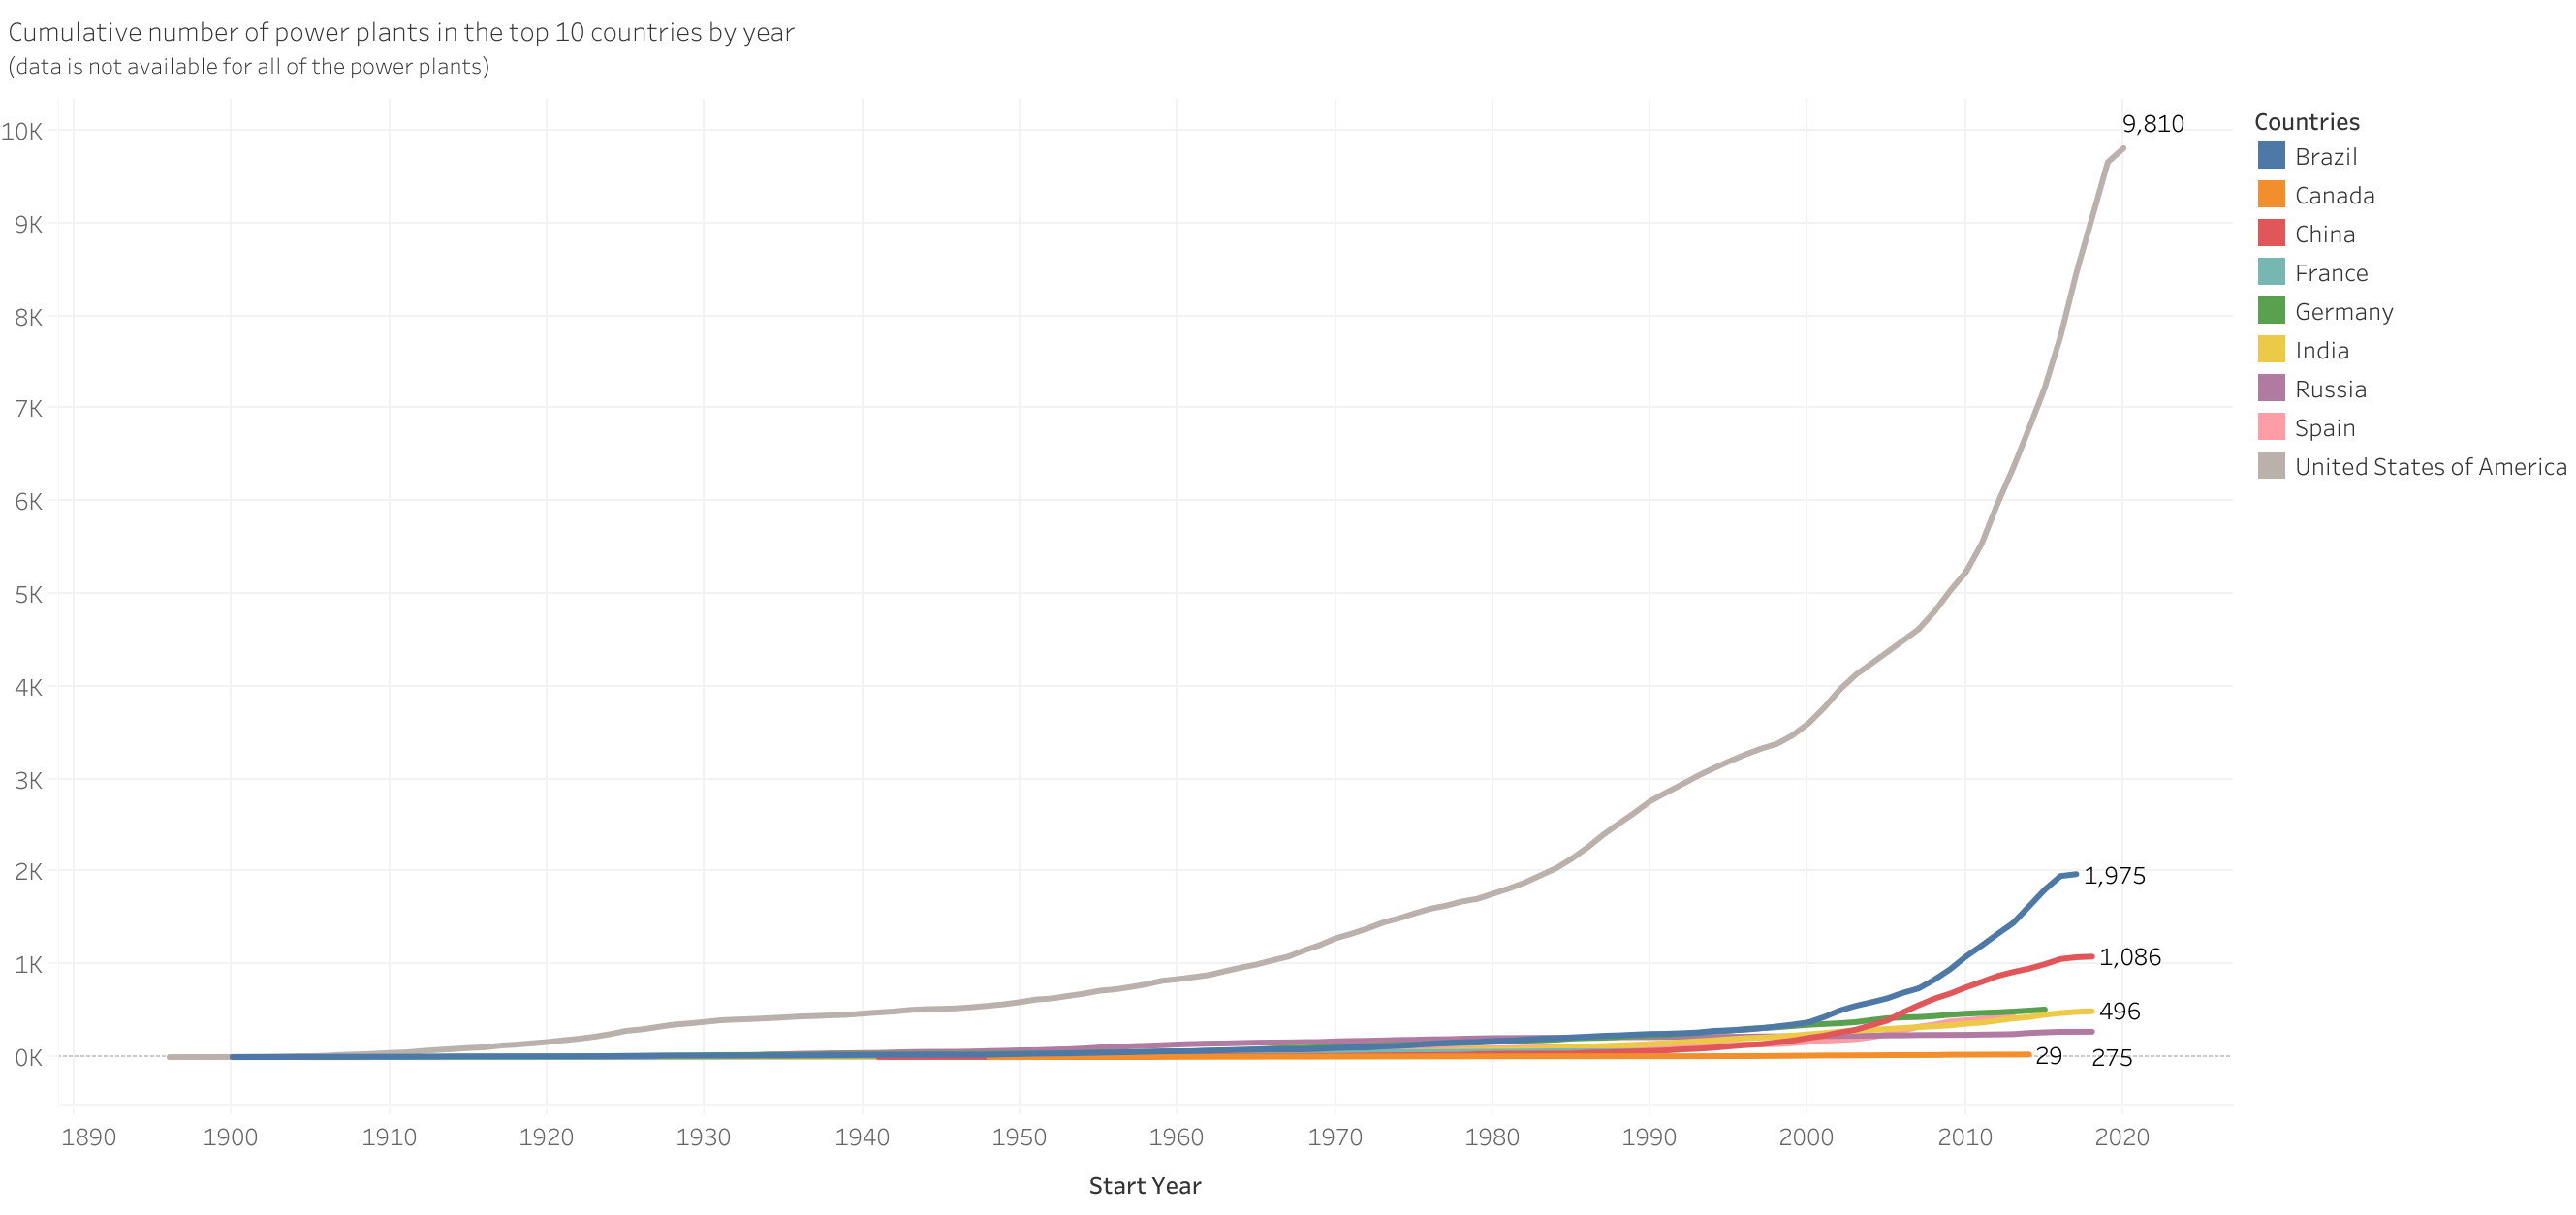 Cumulative number of power plants in the top 10 countries by year
(data is not available for all of the power plants)
10K
9K
8K
7K
6K
5K
4K
3K
2K
1K
0K
9,810
1,975
1,086
496
29
275
1890 1900 1910 1920 1930 1940 1950 1960 1970 1980 1990 2000 2010 2020
Start Year
Countries
Brazil
Canada
China
France
Germany
India
Russia
Spain
United States of America